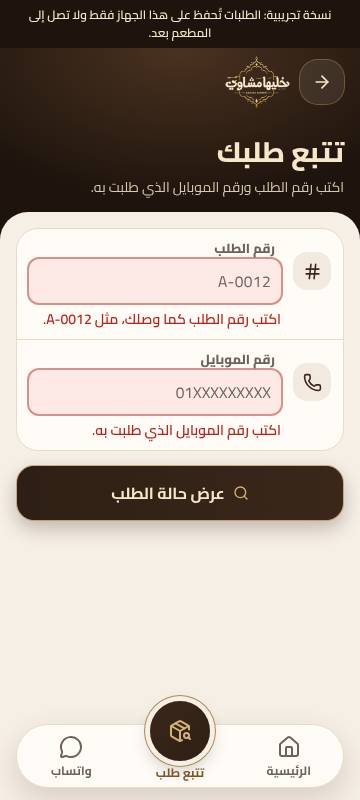 نسخة تجريبية: الطلبات تُحفظ على هذا الجهاز فقط ولا تصل إلى
المطعم بعد.
خليها مشاوي
تتبع طلبك
اكتب رقم الطلب ورقم الموبايل الذي طلبت به.
رقم الطلب
A-0012
اكتب رقم الطلب كما وصلك، مثل A-0012.
رقم الموبايل
01XXXXXXXXX
اكتب رقم الموبايل الذي طلبت به.
عرض حالة الطلب
الرئيسية
تتبع طلب
واتساب